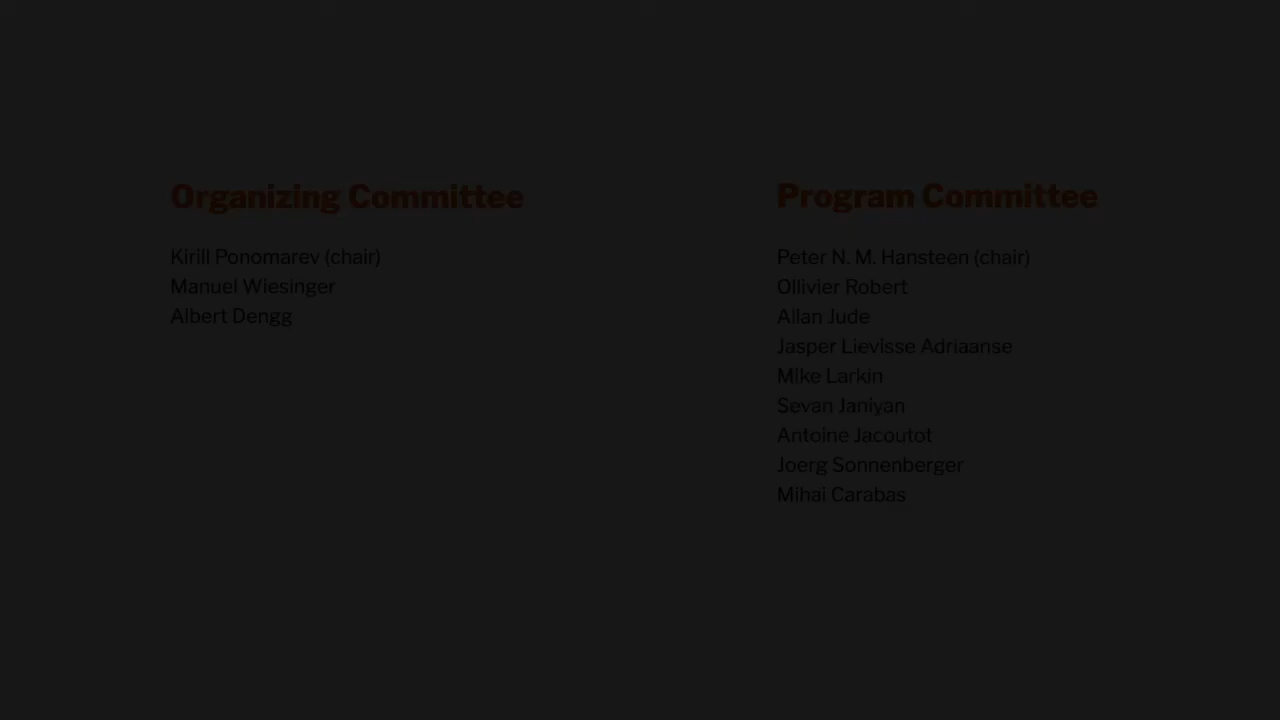 Organizing Committee
Kirill Ponomarev (chair)
Manuel Wiesinger
Albert Dengg
Program Committee
Peter N. M. Hansteen (chair)
Ollivier Robert
Allan Jude
Jasper Lievisse Adriaanse
Mike Larkin
Sevan Janiyan
Antoine Jacoutot
Joerg Sonnenberger
Mihai Carabas